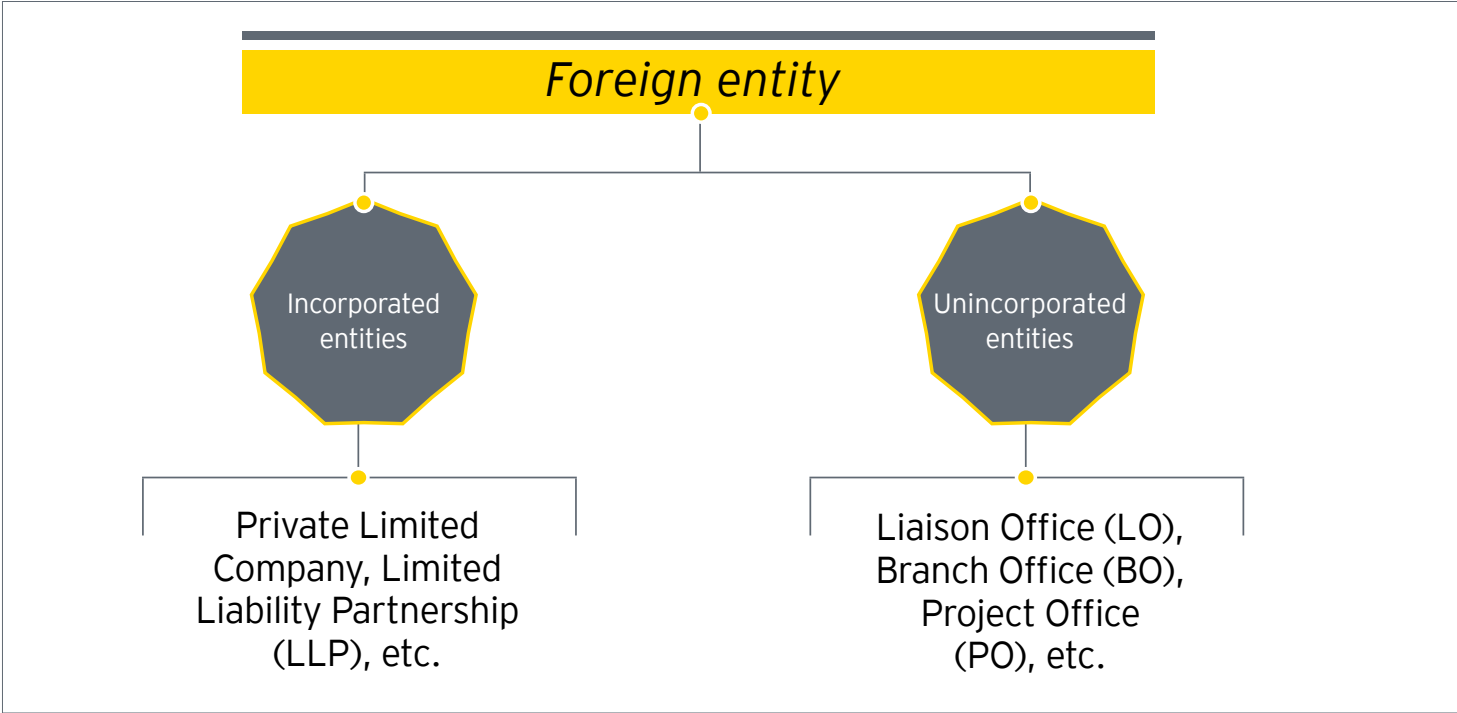 Foreign entity
Incorporated
entities
Unincorporated
entities
Private Limited
Company, Limited
Liability Partnership
(LLP), etc.
Liaison Office (LO),
Branch Office (BO),
Project Office
(PO), etc.